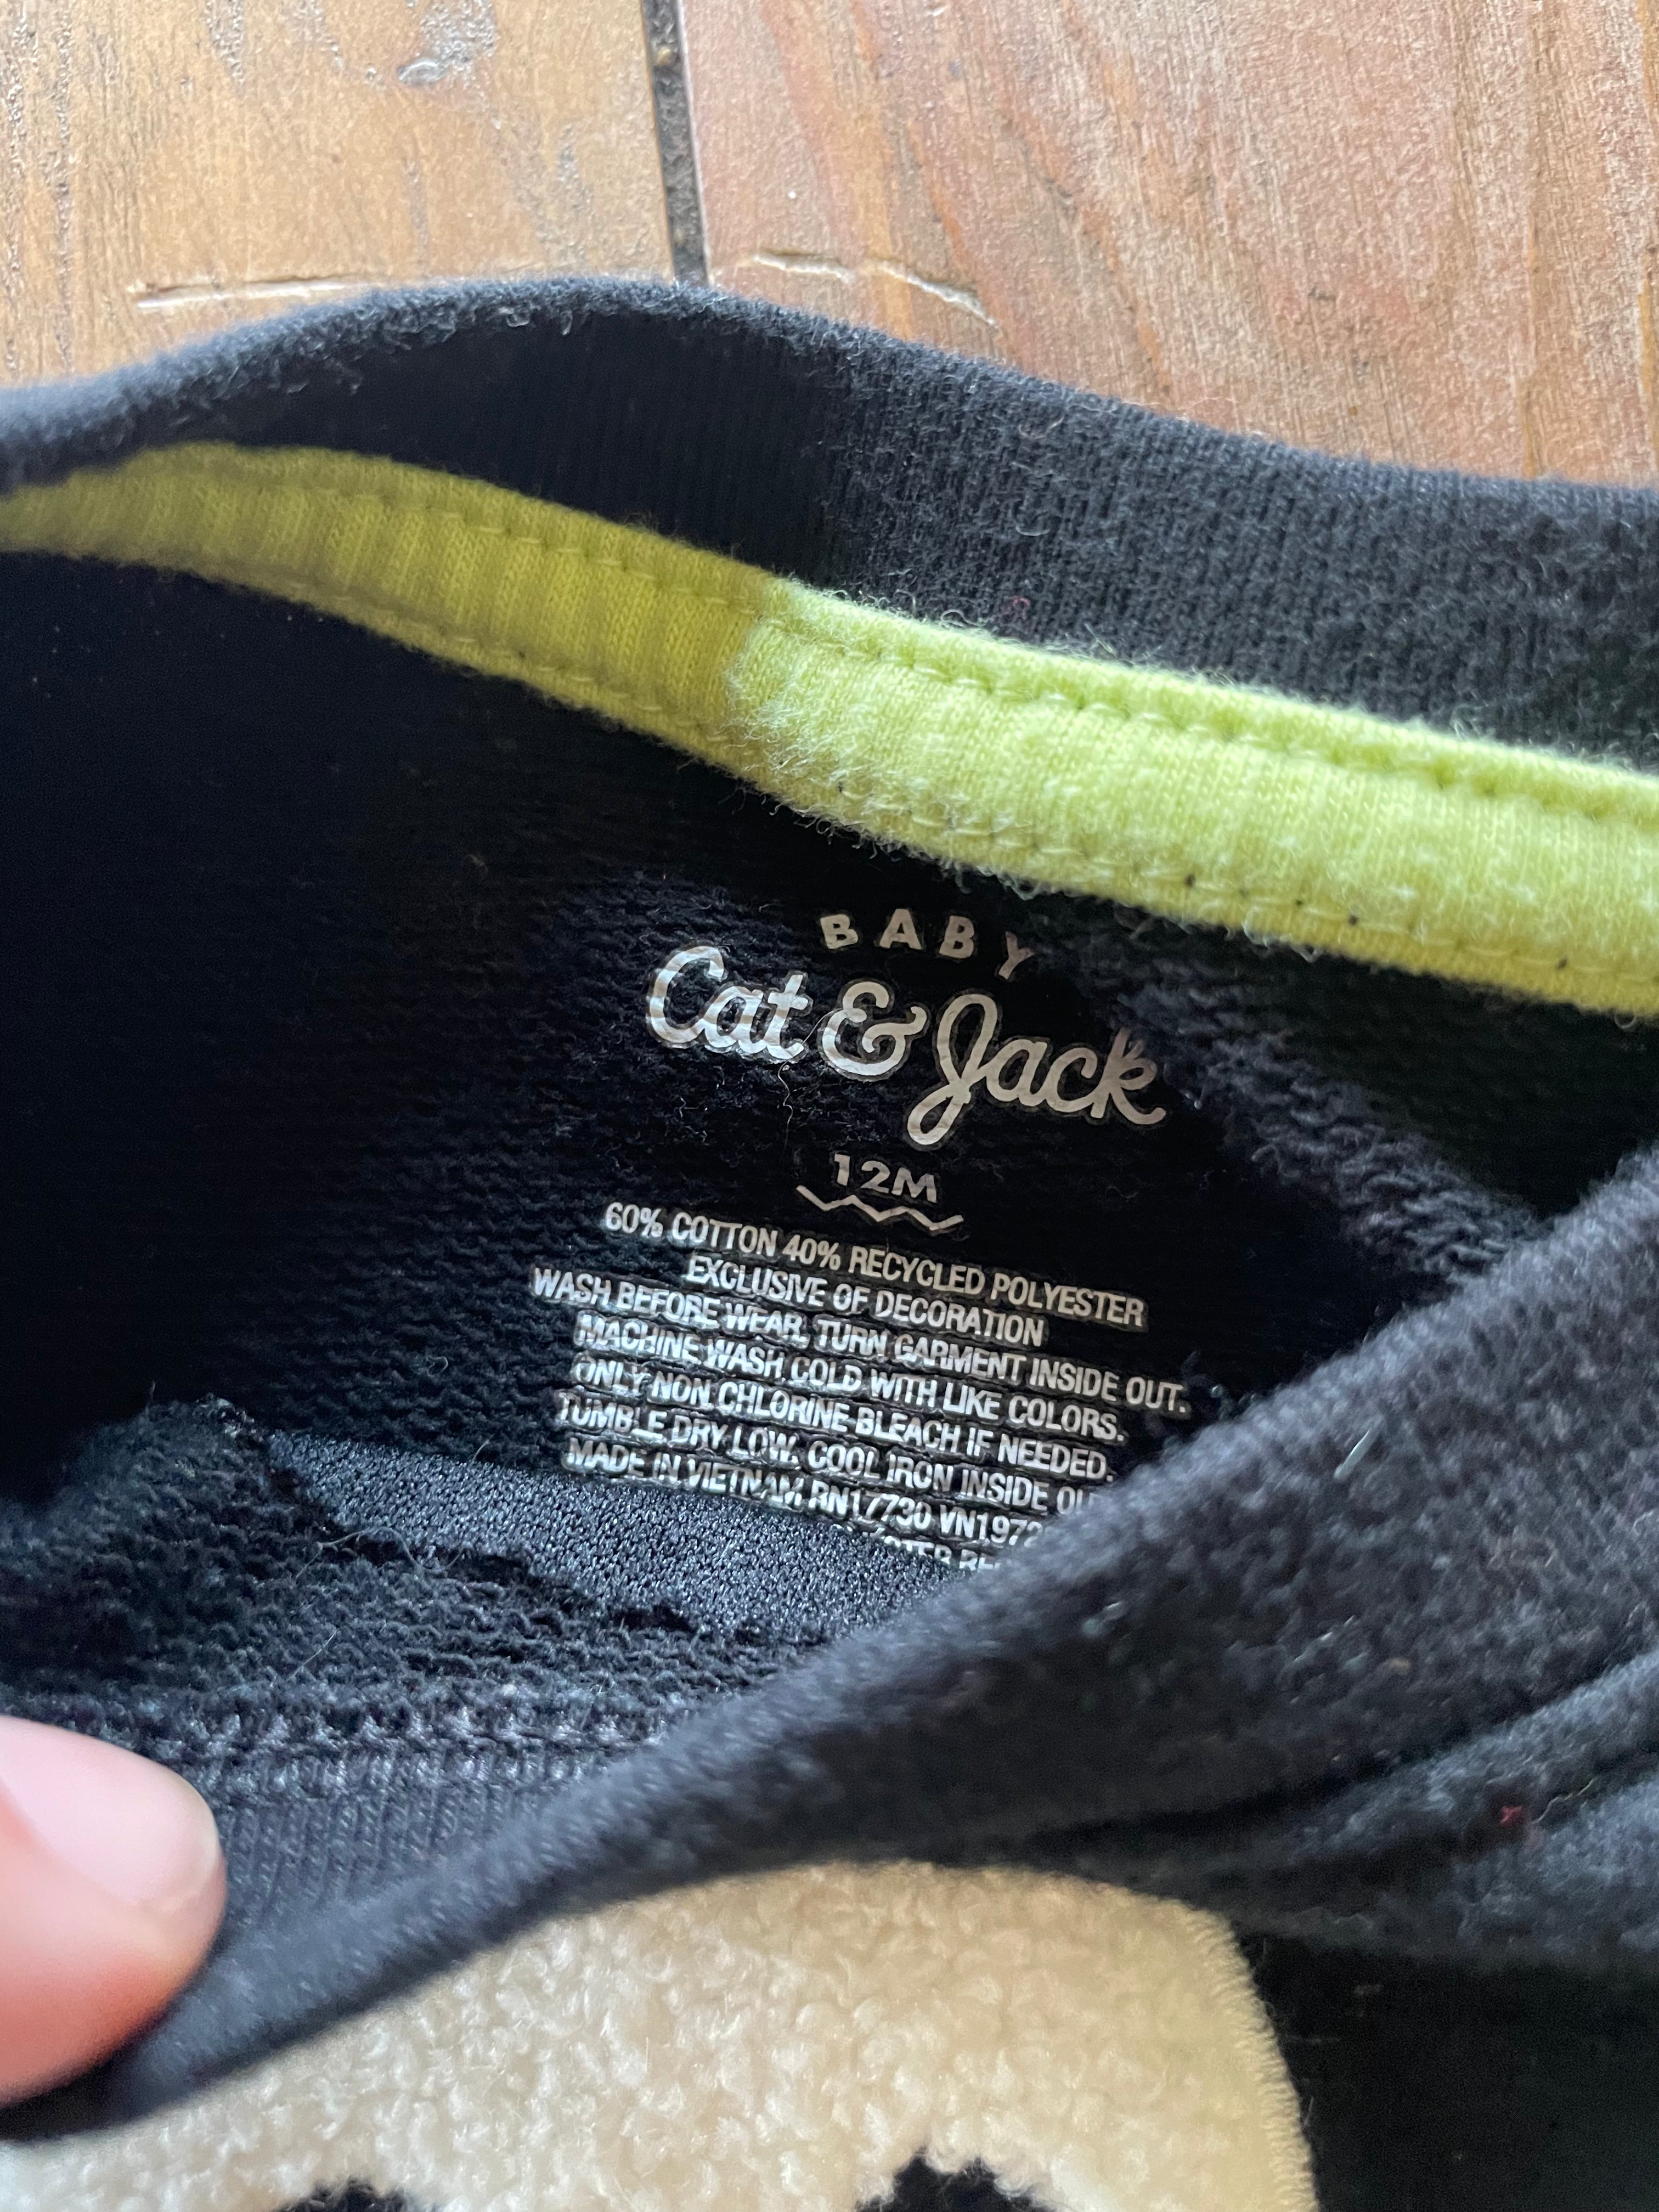 BABY
Cat & Jack
12M
60% COTTON 40% RECYCLED POLYESTER
EXCLUSIVE OF DECORATION
WASH BEFORE WEAR, TURN GARMENT INSIDE OUT.
MACHINE WASH COLD WITH LIKE COLORS.
ONLY NON CHLORINE BLEACH IF NEEDED.
TUMBLE DRY LOW. COOL IRON INSIDE
MADE IN VIETNAM RN17730